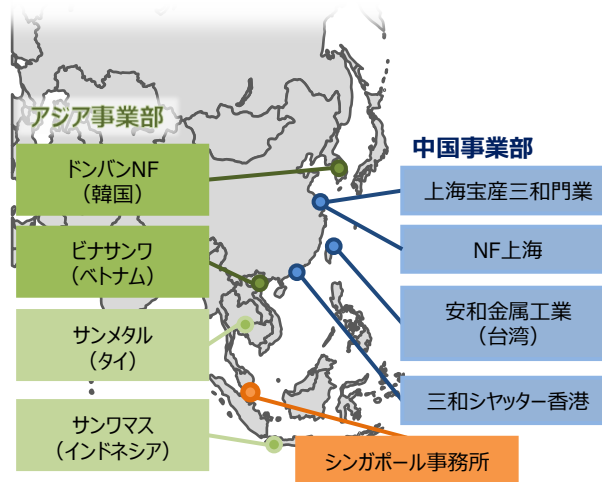 アジア事業部
ドンバンNF
（韓国）
ビナサンワ
（ベトナム）
サンメタル
（タイ）
サンワマス
（インドネシア）
中国事業部
上海宝産三和門業
NF上海
安和金属工業
（台湾）
三和シヤッター香港
シンガポール事務所